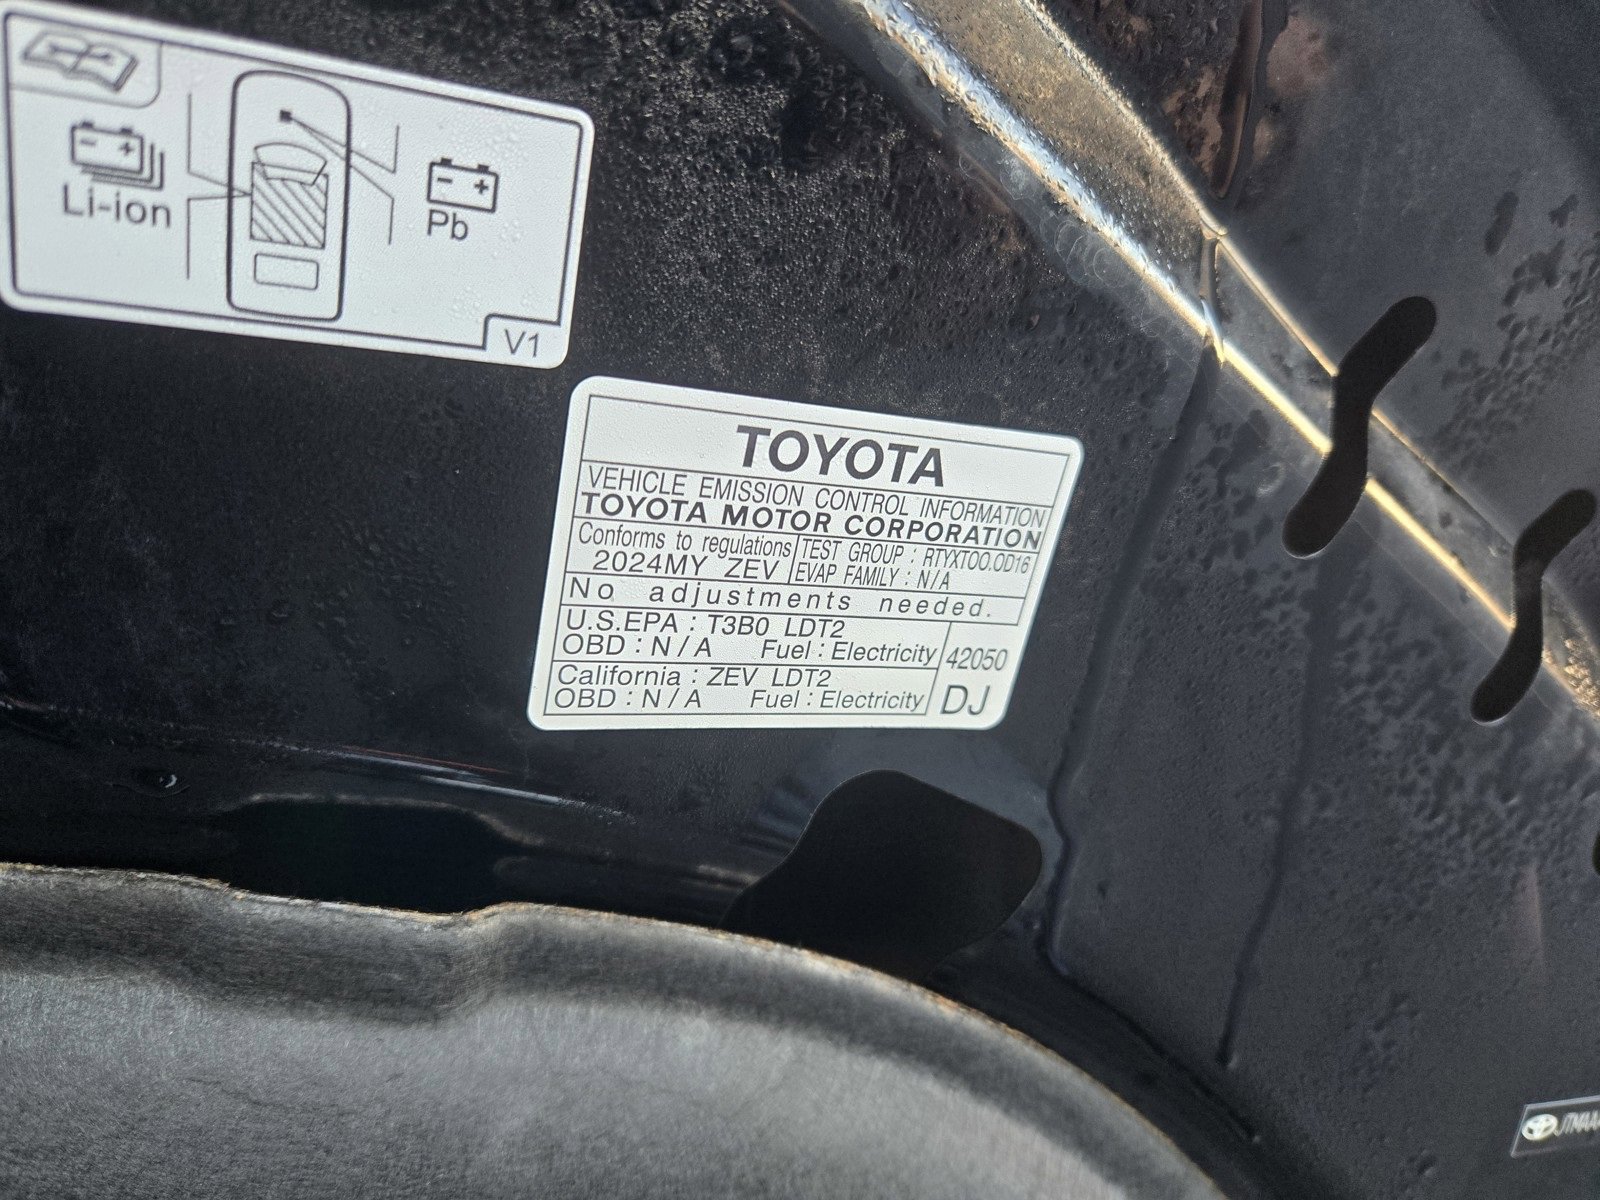 Li-ion
Pb
V1
TOYOTA
VEHICLE EMISSION CONTROL INFORMATION
TOYOTA MOTOR CORPORATION
Conforms to regulations
2024MY ZEV
TEST GROUP : RTYXT00.0D16
EVAP FAMILY : N/A
No adjustments needed.
U.S.EPA : T3B0 LDT2
OBD : N/A Fuel : Electricity
California : ZEV LDT2
OBD : N/A Fuel : Electricity
42050
DJ